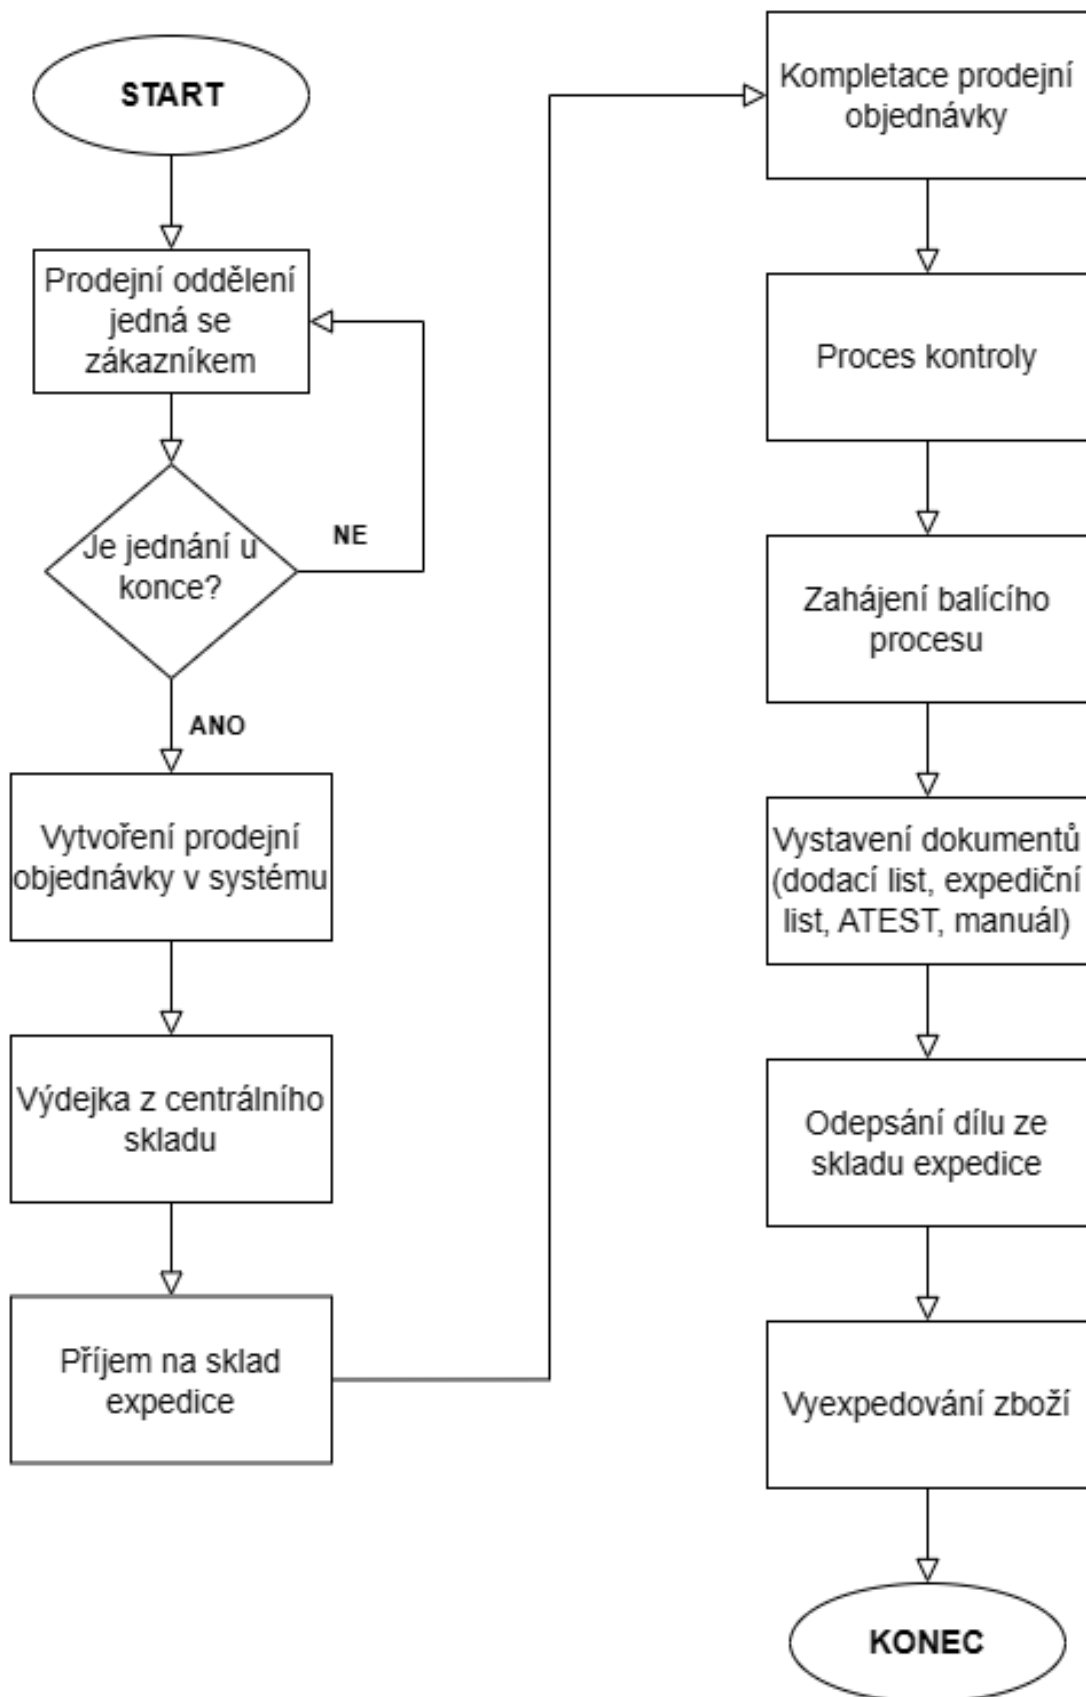 START
Prodejní oddělení
jedná se
zákazníkem
Je jednání u
konce?
NE
ANO
Vytvoření prodejní
objednávky v systému
Výdejka z centrálního
skladu
Příjem na sklad
expedice
Kompletace prodejní
objednávky
Proces kontroly
Zahájení balícího
procesu
Vystavení dokumentů
(dodací list, expediční
list, ATEST, manuál)
Odepsání dílu ze
skladu expedice
Vyexpedování zboží
KONEC